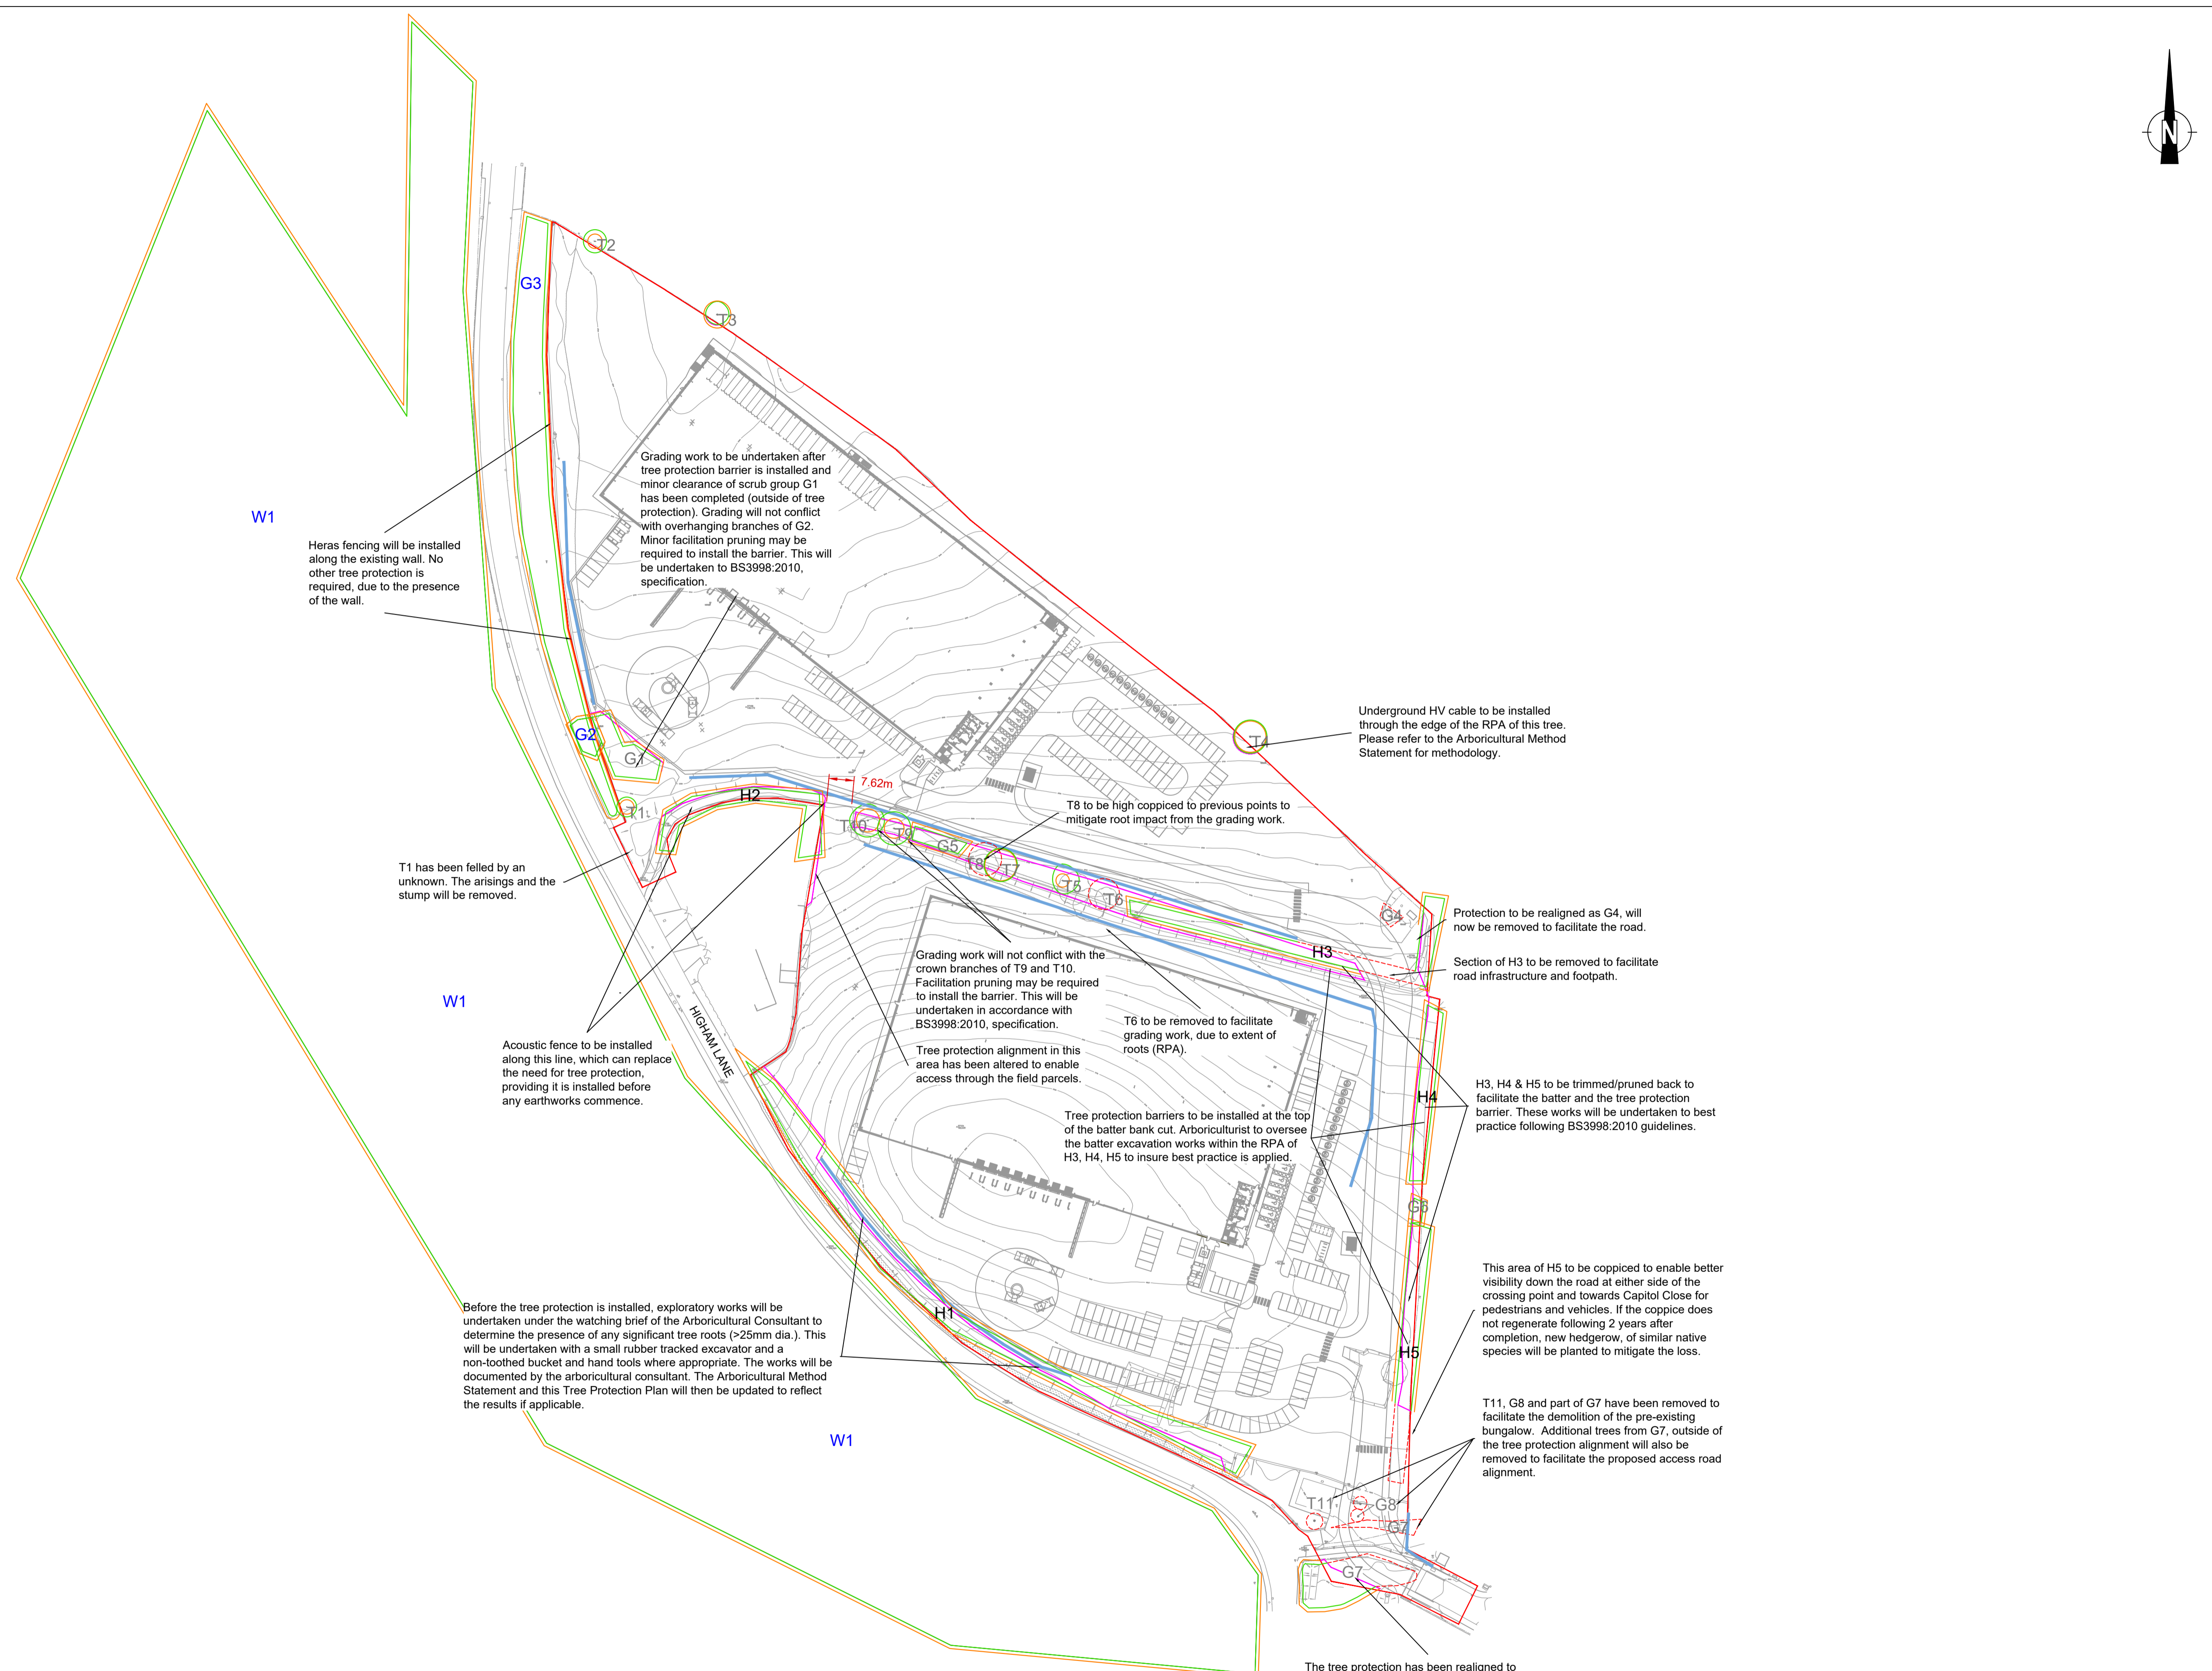 N
T2
G3
T3
Grading work to be undertaken after
tree protection barrier is installed and
minor clearance of scrub group G1
has been completed (outside of tree
protection). Grading will not conflict
with overhanging branches of G2.
Minor facilitation pruning may be
required to install the barrier. This will
be undertaken to BS3998:2010,
specification.
W1
Heras fencing will be installed
along the existing wall. No
other tree protection is
required, due to the presence
of the wall.
Underground HV cable to be installed
through the edge of the RPA of this tree.
Please refer to the Arboricultural Method
Statement for methodology.
T4
G2
G1
7.62m
H2
T1
T8 to be high coppiced to previous points to
mitigate root impact from the grading work.
T10
T9
G5
T8
T7
T5
T6
T1 has been felled by an
unknown. The arisings and the
stump will be removed.
G4
Protection to be realigned as G4, will
now be removed to facilitate the road.
H3
Section of H3 to be removed to facilitate
road infrastructure and footpath.
Grading work will not conflict with the
crown branches of T9 and T10.
Facilitation pruning may be required
to install the barrier. This will be
undertaken in accordance with
BS3998:2010, specification.
W1
HIGHAM LANE
T6 to be removed to facilitate
grading work, due to extent of
roots (RPA).
Acoustic fence to be installed
along this line, which can replace
the need for tree protection,
providing it is installed before
any earthworks commence.
Tree protection alignment in this
area has been altered to enable
access through the field parcels.
H4
H3, H4 & H5 to be trimmed/pruned back to
facilitate the batter and the tree protection
barrier. These works will be undertaken to best
practice following BS3998:2010 guidelines.
Tree protection barriers to be installed at the top
of the batter bank cut. Arboriculturist to oversee
the batter excavation works within the RPA of
H3, H4, H5 to insure best practice is applied.
G6
This area of H5 to be coppiced to enable better
visibility down the road at either side of the
crossing point and towards Capitol Close for
pedestrians and vehicles. If the coppice does
not regenerate following 2 years after
completion, new hedgerow, of similar native
species will be planted to mitigate the loss.
H1
H5
Before the tree protection is installed, exploratory works will be
undertaken under the watching brief of the Arboricultural Consultant to
determine the presence of any significant tree roots (>25mm dia.). This
will be undertaken with a small rubber tracked excavator and a
non-toothed bucket and hand tools where appropriate. The works will be
documented by the arboricultural consultant. The Arboricultural Method
Statement and this Tree Protection Plan will then be updated to reflect
the results if applicable.
W1
T11, G8 and part of G7 have been removed to
facilitate the demolition of the pre-existing
bungalow. Additional trees from G7, outside of
the tree protection alignment will also be
removed to facilitate the proposed access road
alignment.
T11
G8
G7
G7
The tree protection has been realigned to